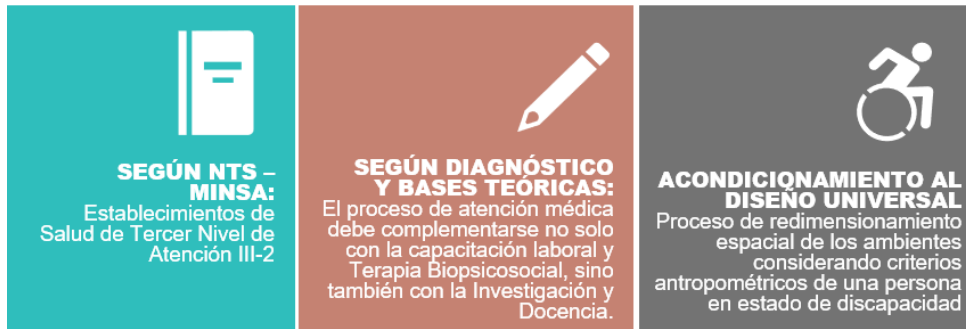 SEGÚN NTS –
MINSA:
Establecimientos de
Salud de Tercer Nivel de
Atención III-2
SEGÚN DIAGNÓSTICO
Y BASES TEÓRICAS:
El proceso de atención médica
debe complementarse no solo
con la capacitación laboral y
Terapia Biopsicosocial, sino
también con la Investigación y
Docencia.
ACONDICIONAMIENTO AL
DISEÑO UNIVERSAL
Proceso de redimensionamiento
espacial de los ambientes
considerando criterios
antropométricos de una persona
en estado de discapacidad